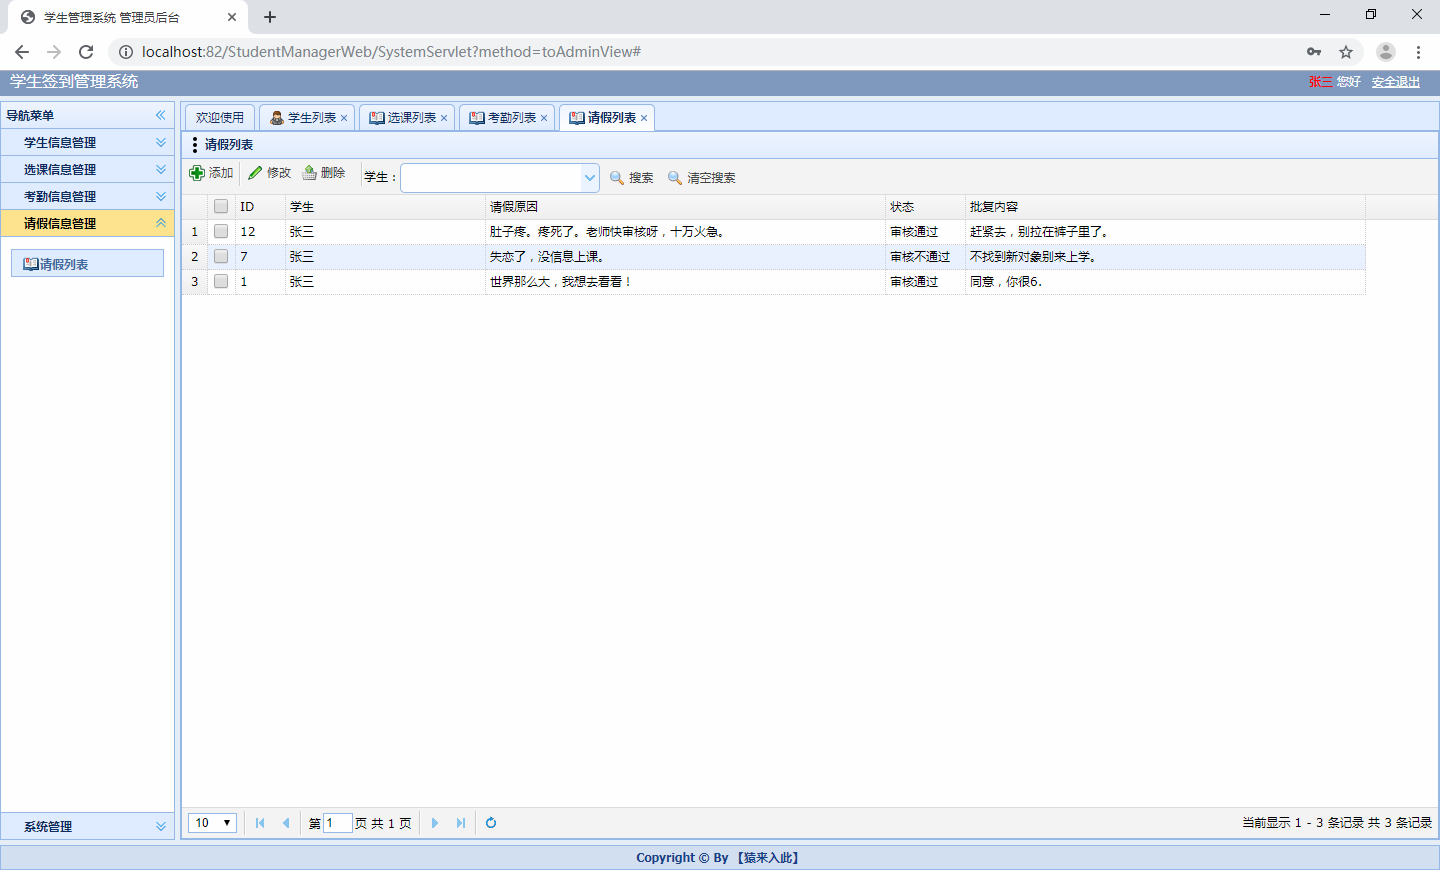 学生管理系统 管理员后台
localhost:82/StudentManagerWeb/SystemServlet?method=toAdminView#
学生签到管理系统
张三 您好 安全退出
导航菜单
学生信息管理
选课信息管理
考勤信息管理
请假信息管理
请假列表
系统管理
欢迎使用 学生列表 选课列表 考勤列表 请假列表
请假列表
添加 修改 删除 学生： 搜索 清空搜索
ID 学生 请假原因 状态 批复内容
1 12 张三 肚子疼。疼死了。老师快审核呀，十万火急。 审核通过 赶紧去，别拉在裤子里了。
2 7 张三 失恋了，没信息上课。 审核不通过 不找到新对象别来上学。
3 1 张三 世界那么大，我想去看看！ 审核通过 同意，你很6.
10 第 1 页 共 1 页 当前显示 1 - 3 条记录 共 3 条记录
Copyright © By 【猿来入此】